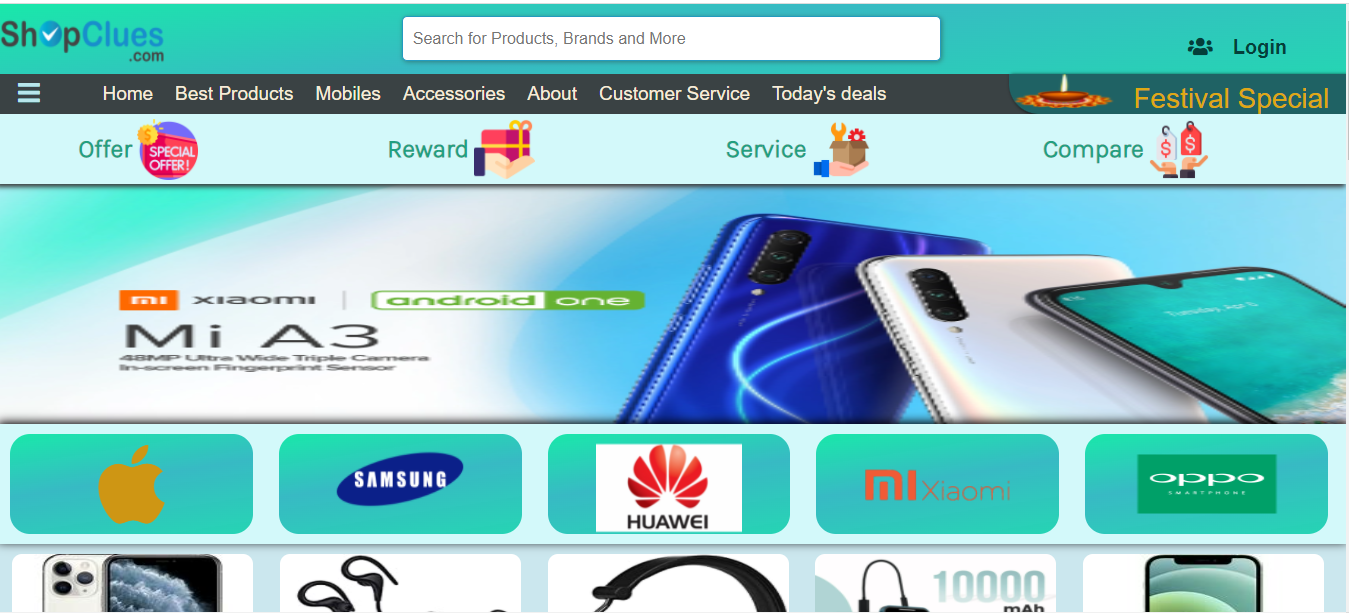 ShopClues
.com
Search for Products, Brands and More
Login
Home Best Products Mobiles Accessories About Customer Service Today's deals
Festival Special
Offer SPECIAL OFFER! Reward Service Compare
mi xiaomi | android one
Mi A3
48MP Ultra Wide Triple Camera
In-screen Fingerprint Sensor
Tuesday, Apr
SAMSUNG
HUAWEI
mi Xiaomi
oppo
SMARTPHONE
10000
mAh